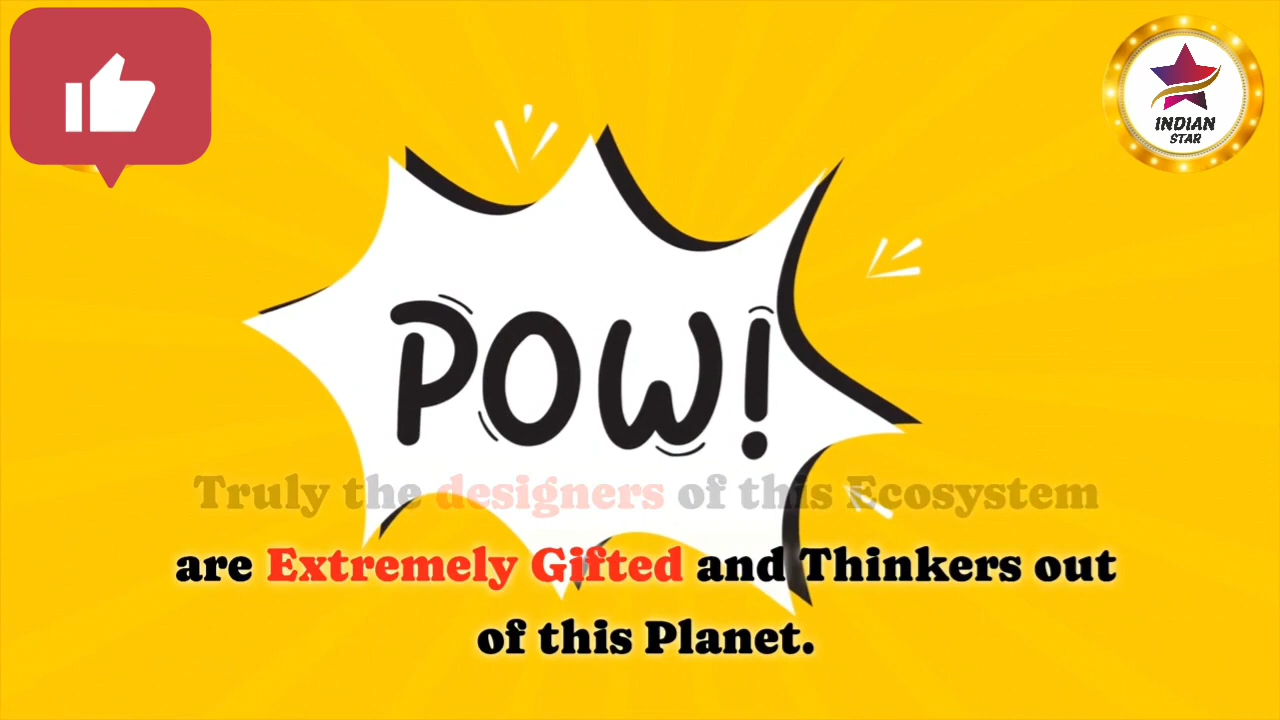 INDIAN
STAR
POW!
Truly the designers of this Ecosystem
are Extremely Gifted and Thinkers out
of this Planet.